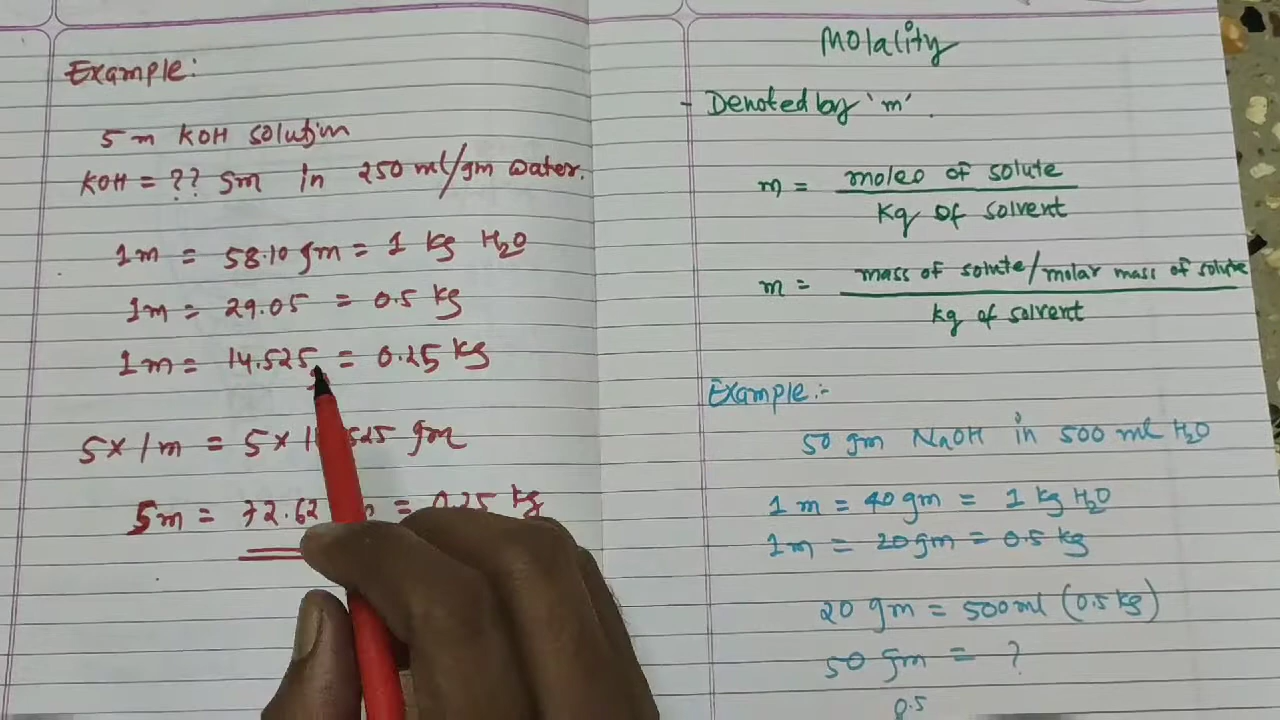 Example:
5 m KOH solution
KOH = ?? 5m in 250 ml/gm water.
1m = 58.10 gm = 1 kg H₂O
1m = 29.05 = 0.5 kg
1m = 14.525 = 0.25 kg
5 × 1m = 5 × 525 gm
5m = 72.62 = 0.25 kg
Molality
- Denoted by 'm'.
m = moles of solute
kg of solvent
m = mass of solute/molar mass of solute
kg of solvent
Example:-
50 gm NaOH in 500 ml H₂O
1 m = 40 gm = 1 kg H₂O
1m = 20 gm = 0.5 kg
20 gm = 500 ml (0.5 kg)
50 gm = ?
0.5